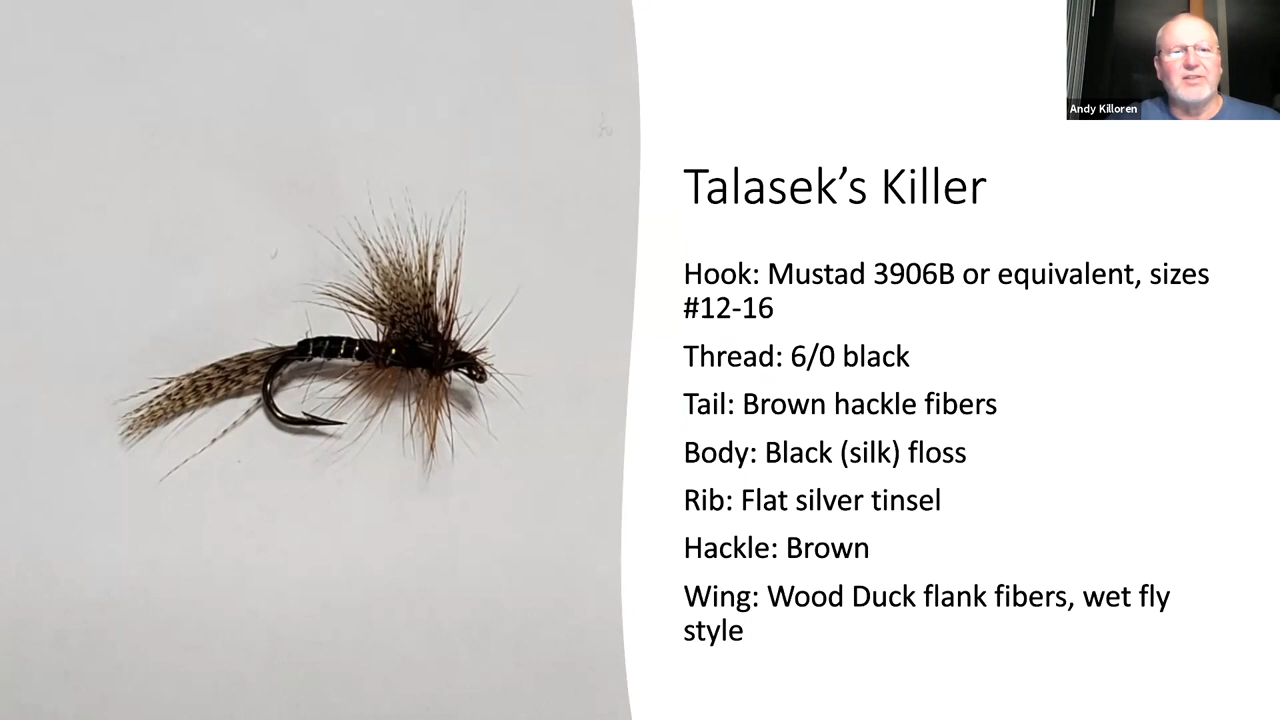 Andy Killoren
Talasek’s Killer
Hook: Mustad 3906B or equivalent, sizes
#12-16
Thread: 6/0 black
Tail: Brown hackle fibers
Body: Black (silk) floss
Rib: Flat silver tinsel
Hackle: Brown
Wing: Wood Duck flank fibers, wet fly
style